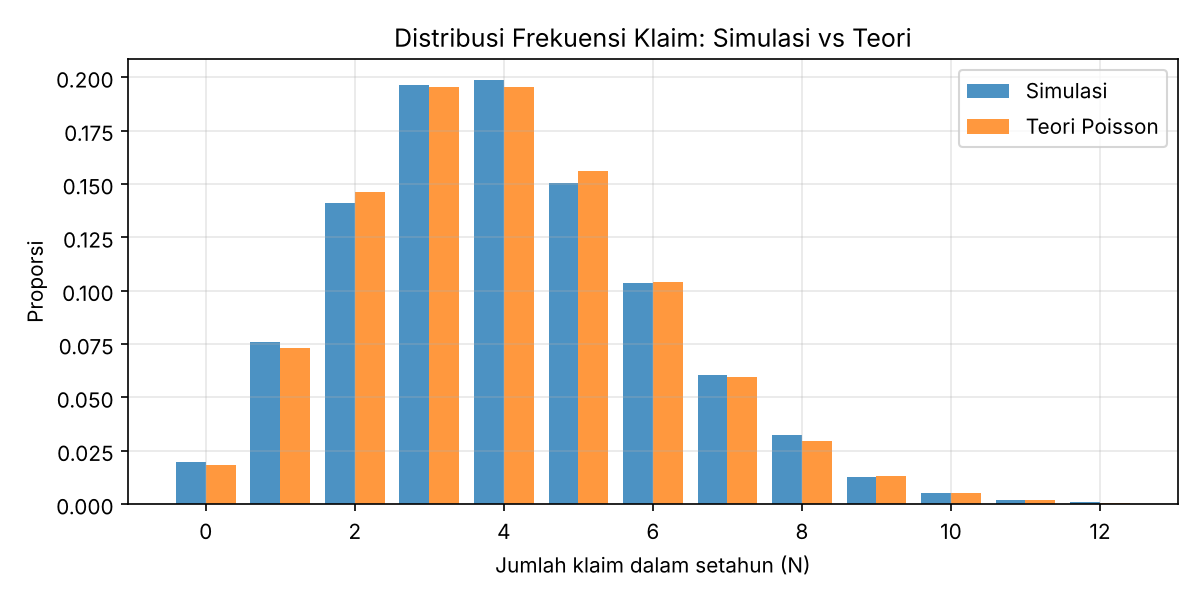 Distribusi Frekuensi Klaim: Simulasi vs Teori
Simulasi
Teori Poisson
Proporsi
0.200
0.175
0.150
0.125
0.100
0.075
0.050
0.025
0.000
0 2 4 6 8 10 12
Jumlah klaim dalam setahun (N)